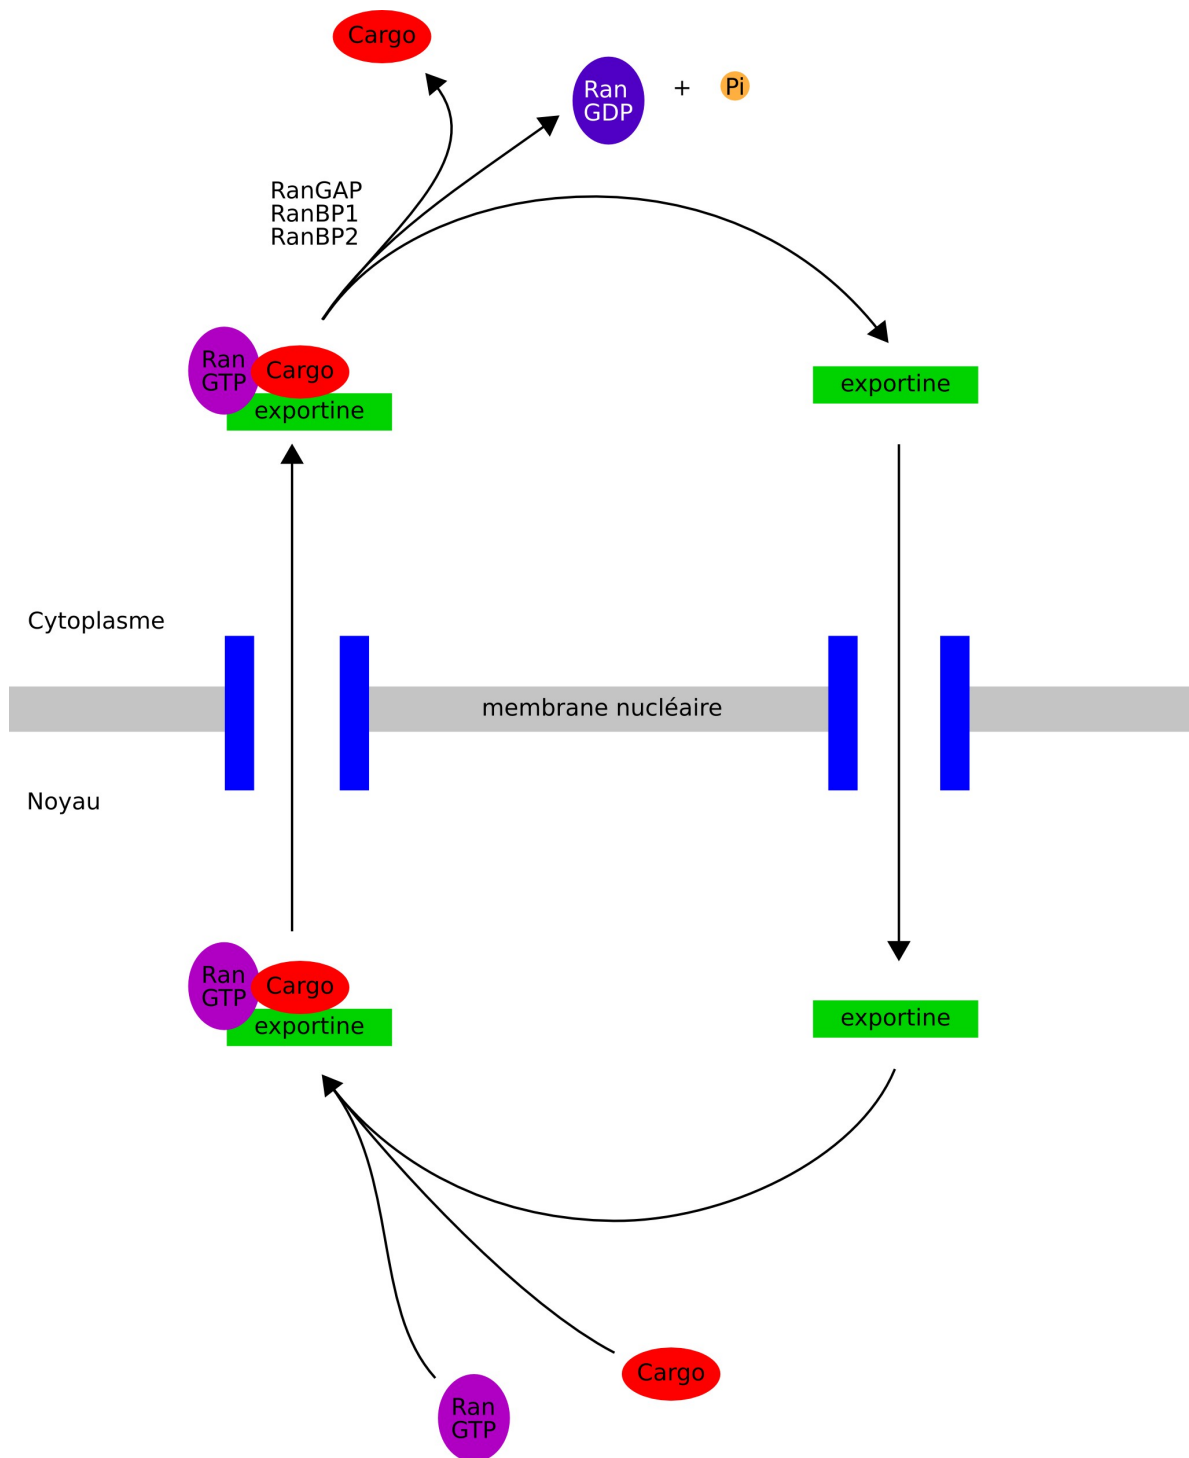 Cargo
Ran
GDP
+
Pi
RanGAP
RanBP1
RanBP2
Ran
GTP
Cargo
exportine
exportine
Cytoplasme
membrane nucléaire
Noyau
Ran
GTP
Cargo
exportine
exportine
Cargo
Ran
GTP